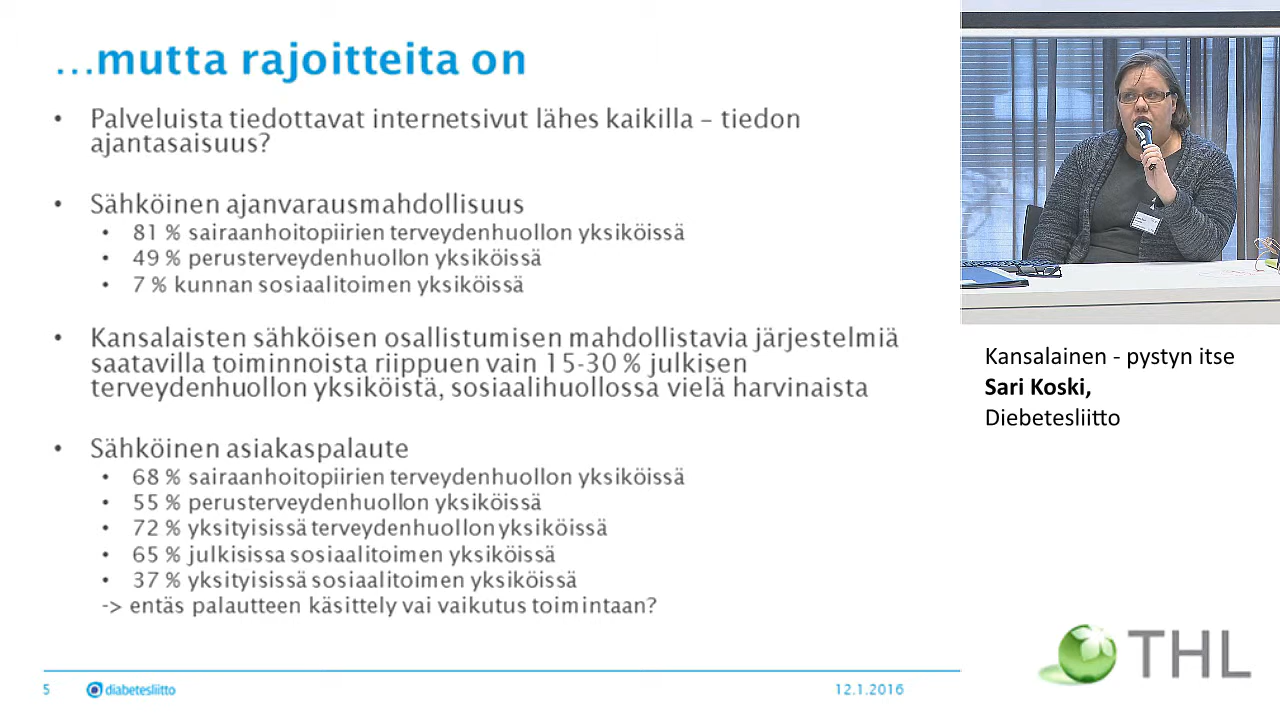 ...mutta rajoitteita on
• Palveluista tiedottavat internetsivut lähes kaikilla – tiedon
ajantasaisuus?
• Sähköinen ajanvarausmahdollisuus
• 81 % sairaanhoitopiirien terveydenhuollon yksiköissä
• 49 % perusterveydenhuollon yksiköissä
• 7 % kunnan sosiaalitoimen yksiköissä
• Kansalaisten sähköisen osallistumisen mahdollistavia järjestelmiä
saatavilla toiminnoista riippuen vain 15-30 % julkisen
terveydenhuollon yksiköistä, sosiaalihuollossa vielä harvinaista
• Sähköinen asiakaspalaute
• 68 % sairaanhoitopiirien terveydenhuollon yksiköissä
• 55 % perusterveydenhuollon yksiköissä
• 72 % yksityisissä terveydenhuollon yksiköissä
• 65 % julkisissa sosiaalitoimen yksiköissä
• 37 % yksityisissä sosiaalitoimen yksiköissä
-> entäs palautteen käsittely vai vaikutus toimintaan?
5
diabetesliitto
12.1.2016
Kansalainen - pystyn itse
Sari Koski,
Diebetesliitto
THL